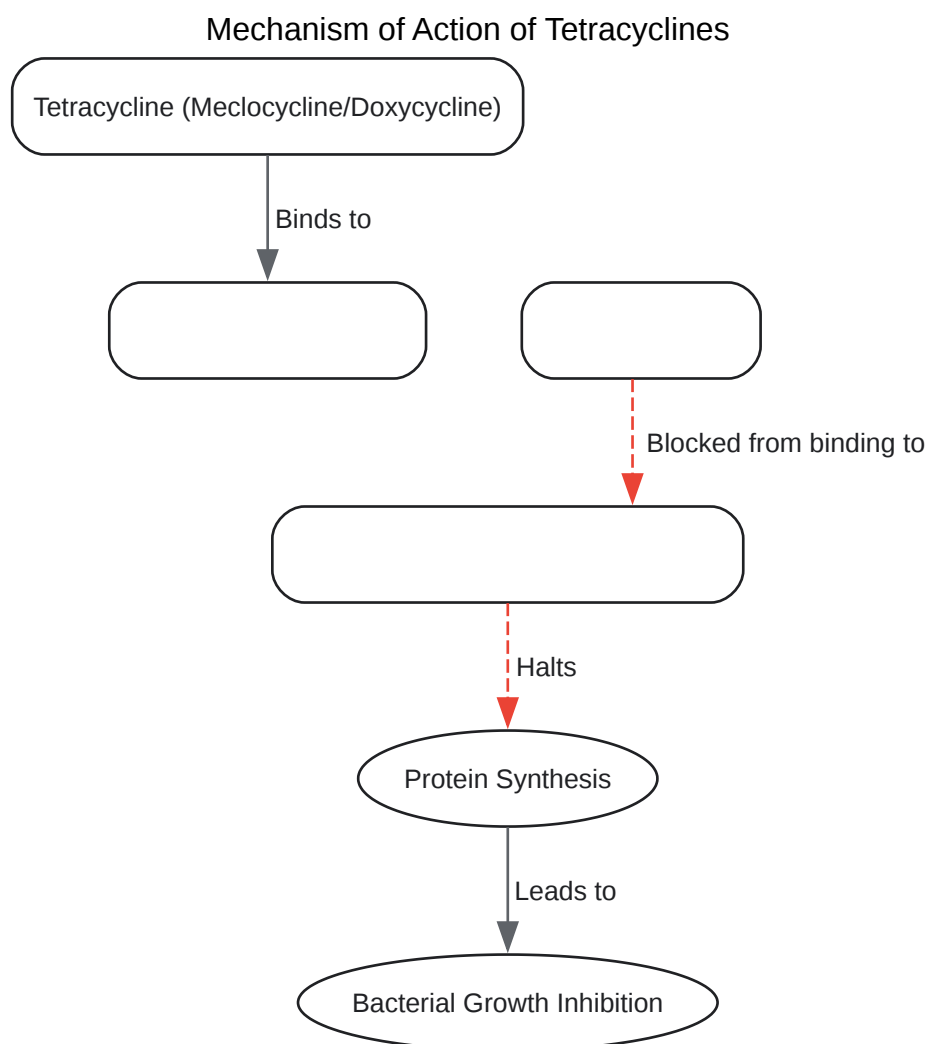 Mechanism of Action of Tetracyclines
Tetracycline (Meclocycline/Doxycycline)
Binds to
Blocked from binding to
Halts
Protein Synthesis
Leads to
Bacterial Growth Inhibition